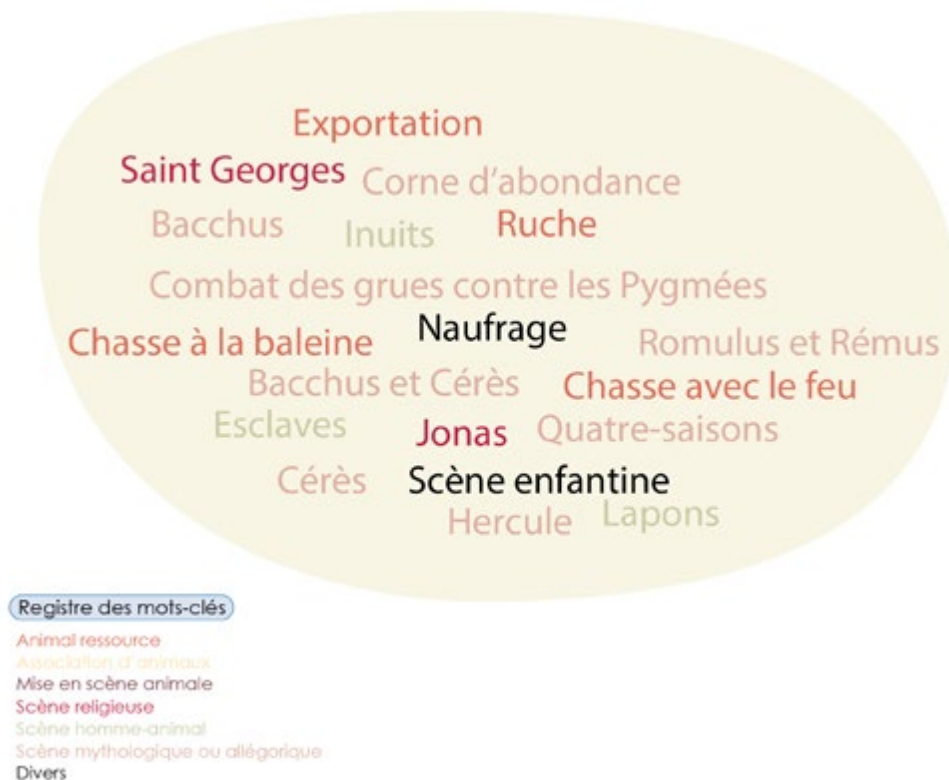 Exportation
Saint Georges
Corne d'abondance
Bacchus
Inuits
Ruche
Combat des grues contre les Pygmées
Naufrage
Chasse à la baleine
Romulus et Rémus
Bacchus et Cérès
Chasse avec le feu
Esclaves
Jonas
Quatre-saisons
Cérès
Scène enfantine
Hercule
Lapons
Registre des mots-clés
Animal ressource
Association d'animaux
Mise en scène animale
Scène religieuse
Scène homme-animal
Scène mythologique ou allégorique
Divers